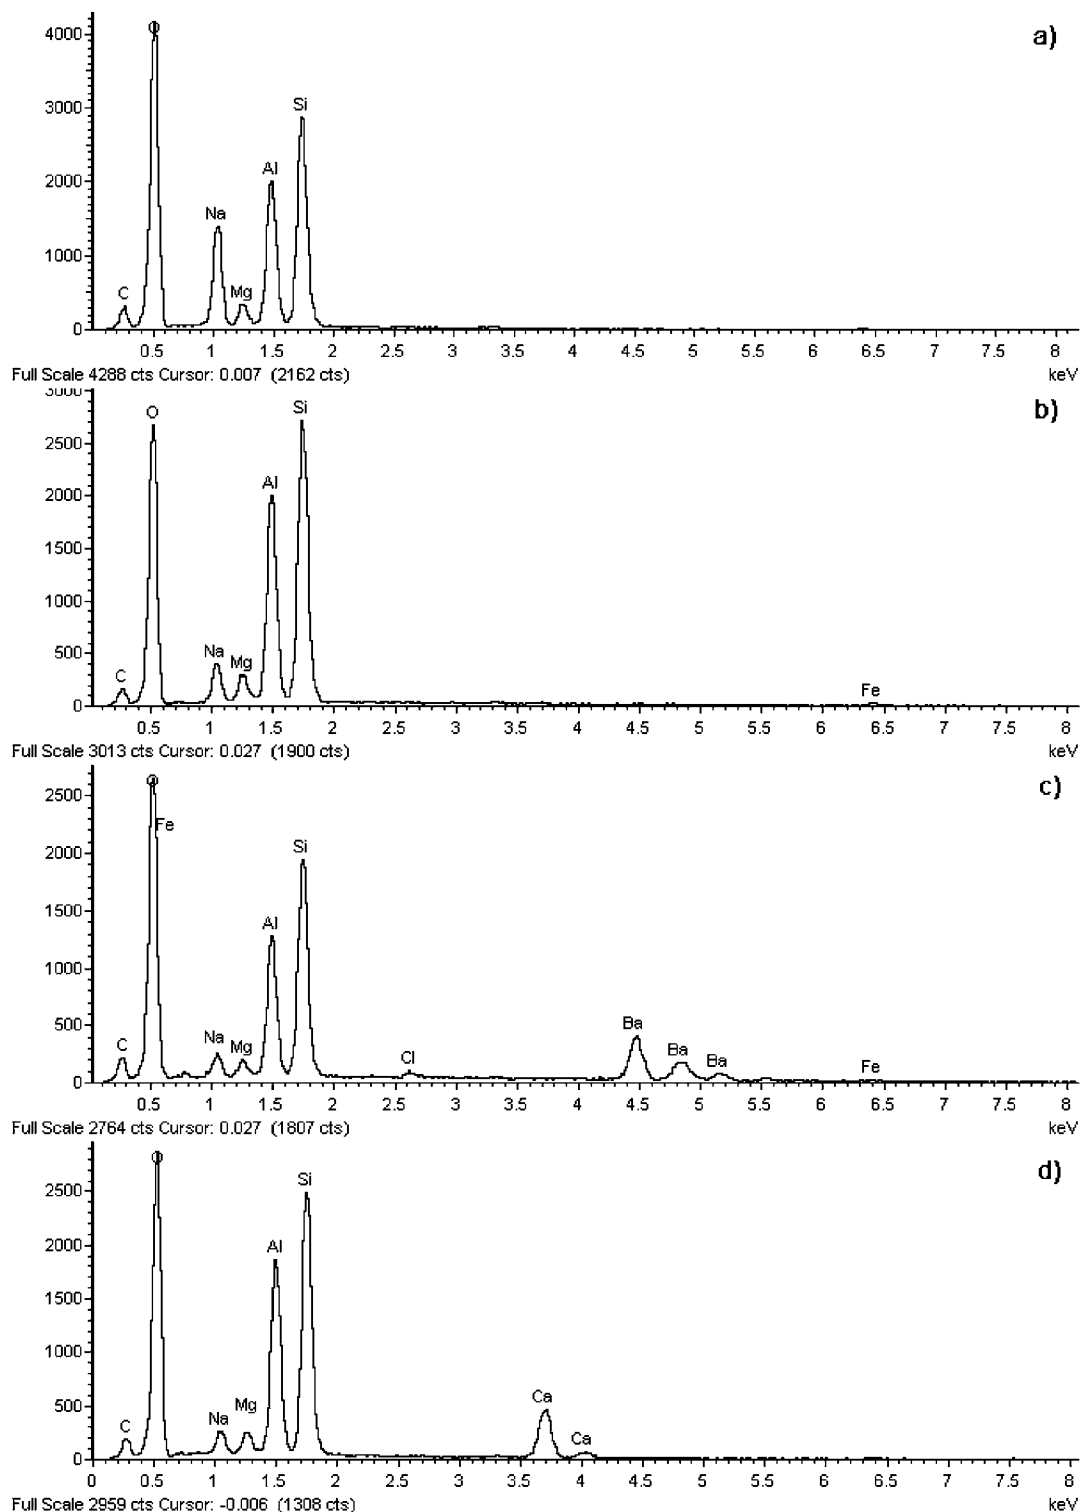 a)
O
4000
Si
3000
Al
2000
Na
1000
C
Mg
0
0.5 1 1.5 2 2.5 3 3.5 4 4.5 5 5.5 6 6.5 7 7.5 8
Full Scale 4288 cts Cursor: 0.007 (2162 cts) keV
3000
b)
O Si
2500
Al
2000
1500
1000
500
C Na Mg
Fe
0
0.5 1 1.5 2 2.5 3 3.5 4 4.5 5 5.5 6 6.5 7 7.5 8
Full Scale 3013 cts Cursor: 0.027 (1900 cts) keV
O
c)
2500
Fe
Si
2000
1500
Al
1000
500
C Na Mg Cl Ba Ba Ba Fe
0
0.5 1 1.5 2 2.5 3 3.5 4 4.5 5 5.5 6 6.5 7 7.5 8
Full Scale 2764 cts Cursor: 0.027 (1807 cts) keV
O
d)
Si
2500
Al
2000
1500
1000
500
C Na Mg Ca Ca
0
0 0.5 1 1.5 2 2.5 3 3.5 4 4.5 5 5.5 6 6.5 7 7.5 8
Full Scale 2959 cts Cursor: -0.006 (1308 cts) keV